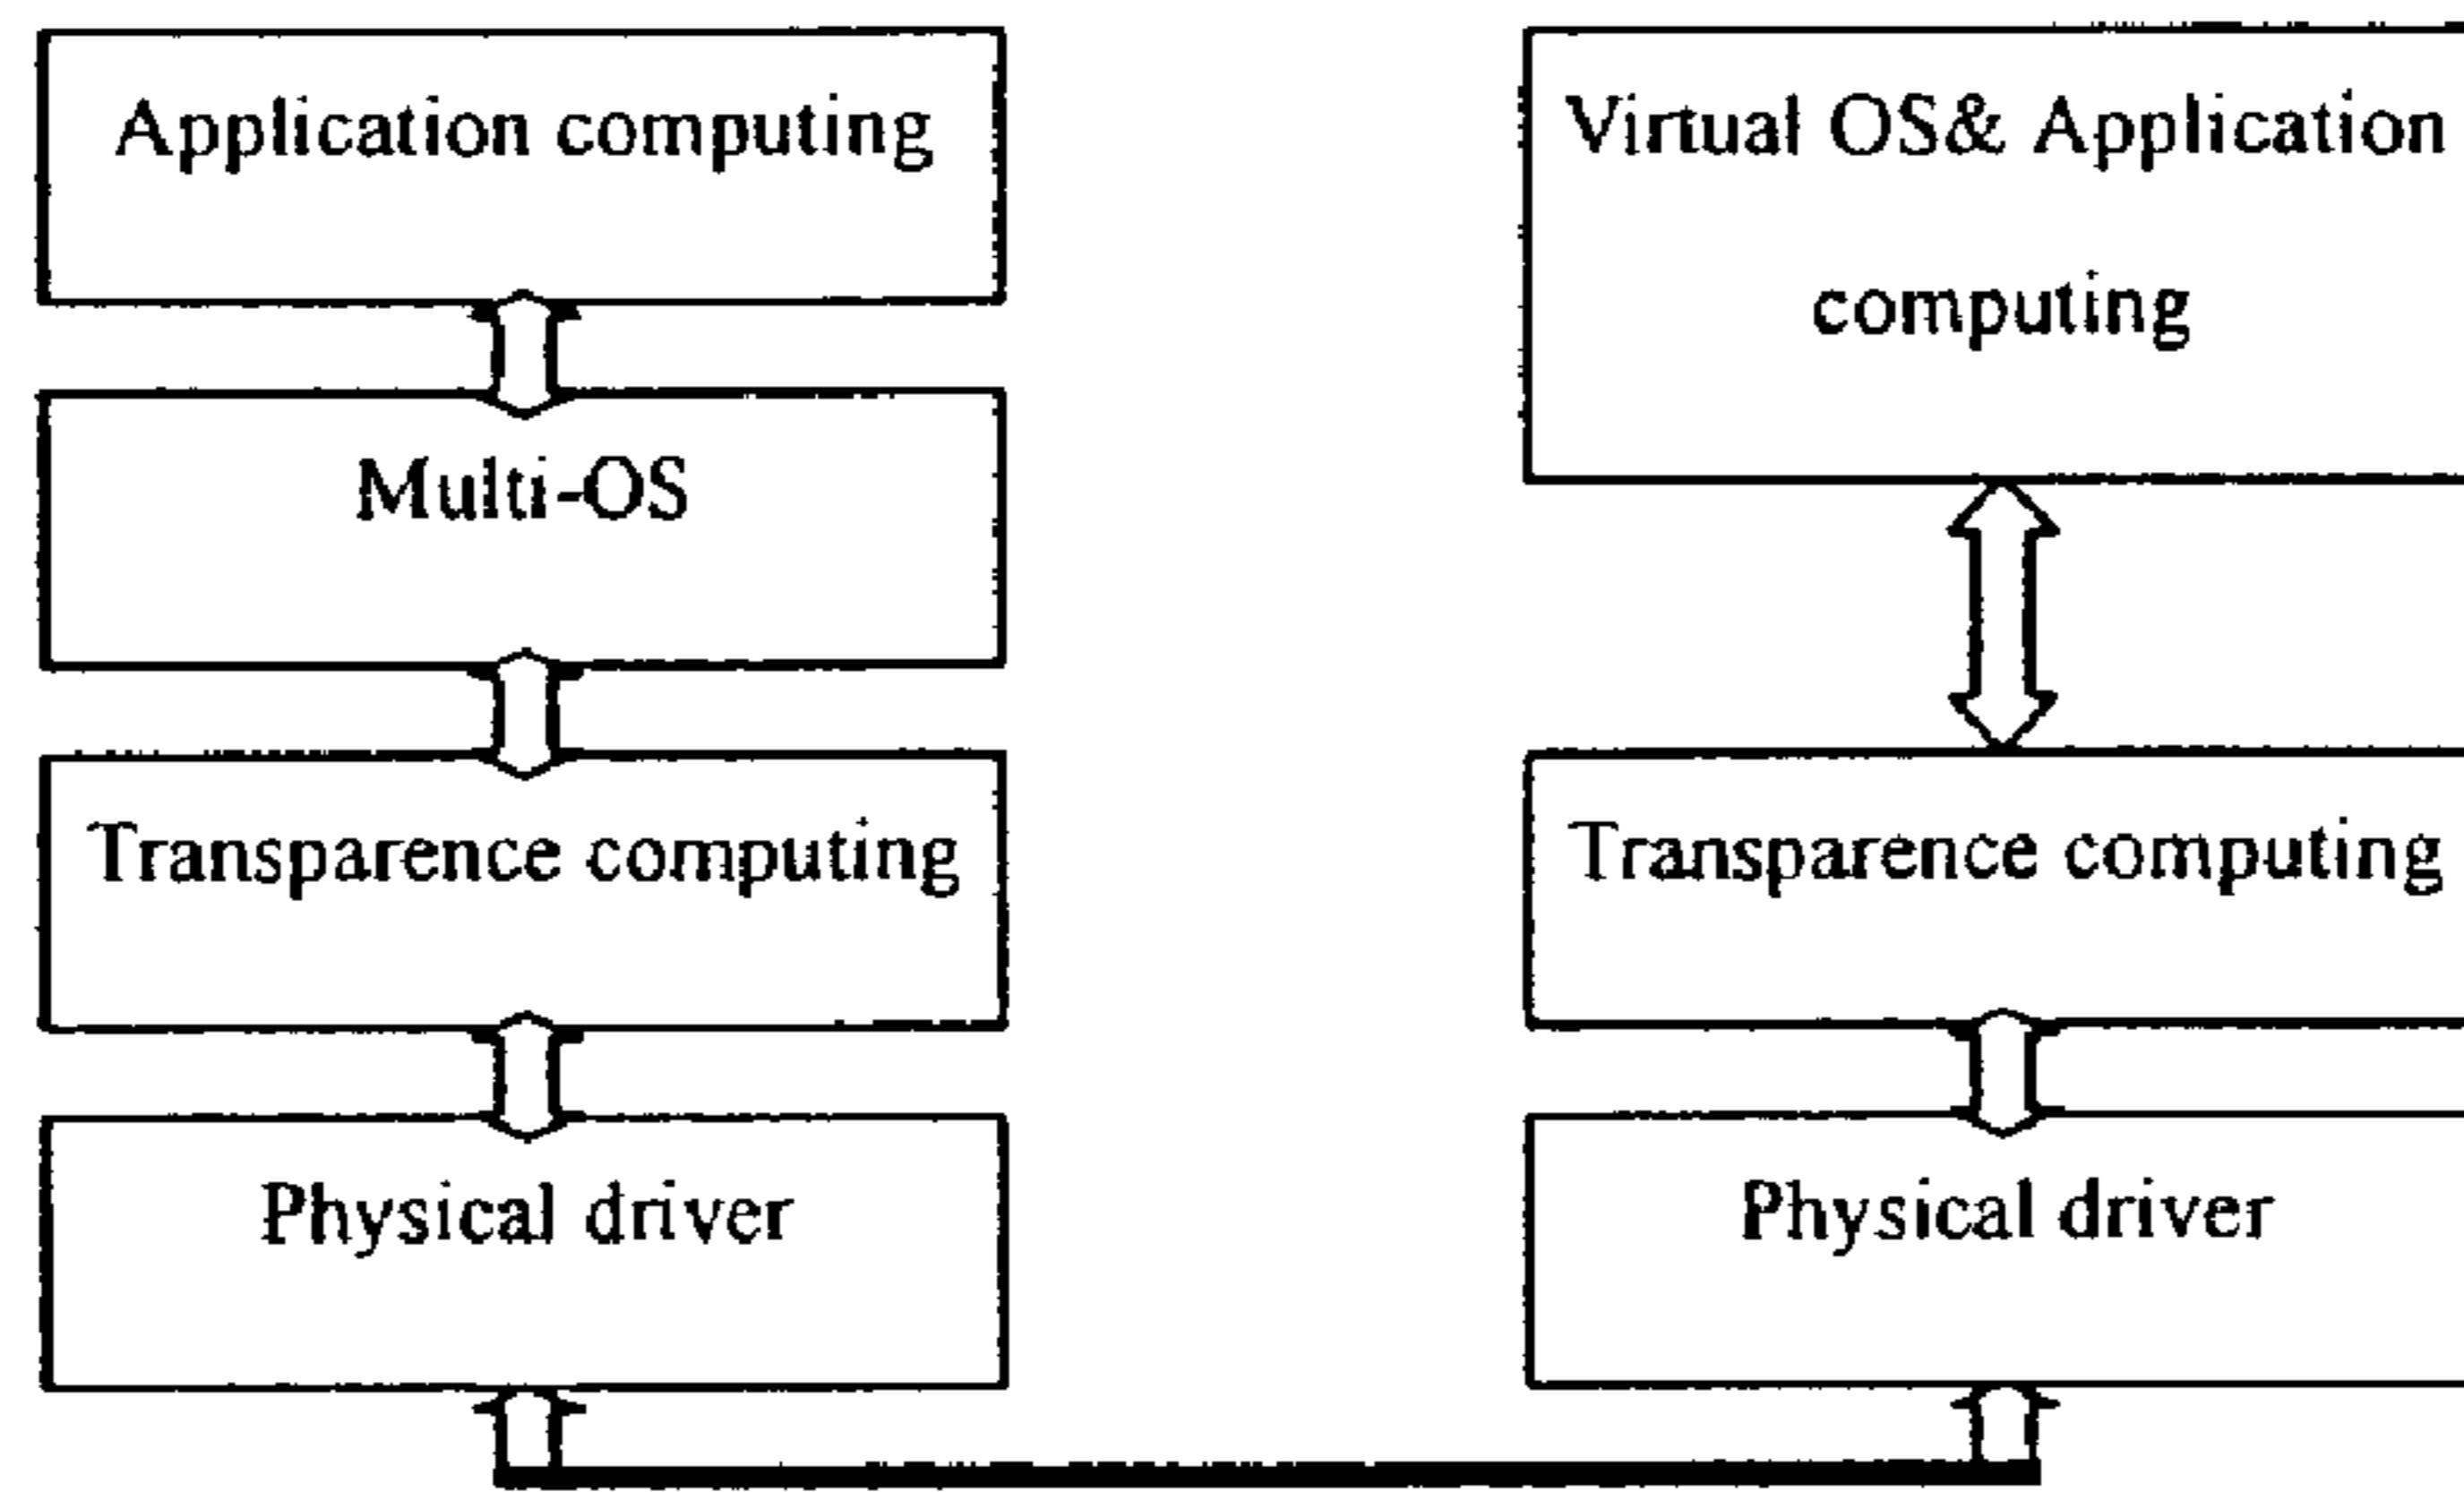 Application computing
Multi-OS
Transparence computing
Physical driver
Virtual OS& Application
computing
Transparence computing
Physical driver